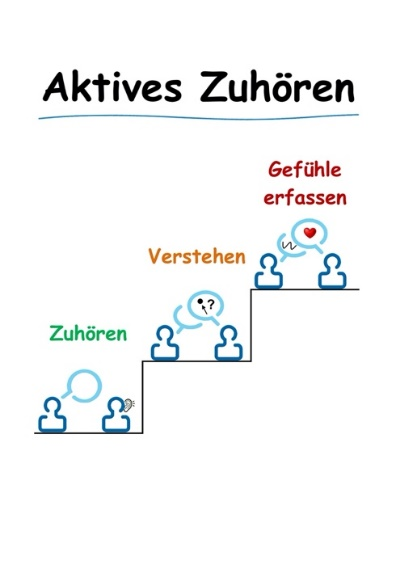 Aktives Zuhören
Gefühle
erfassen
Verstehen
?
Zuhören